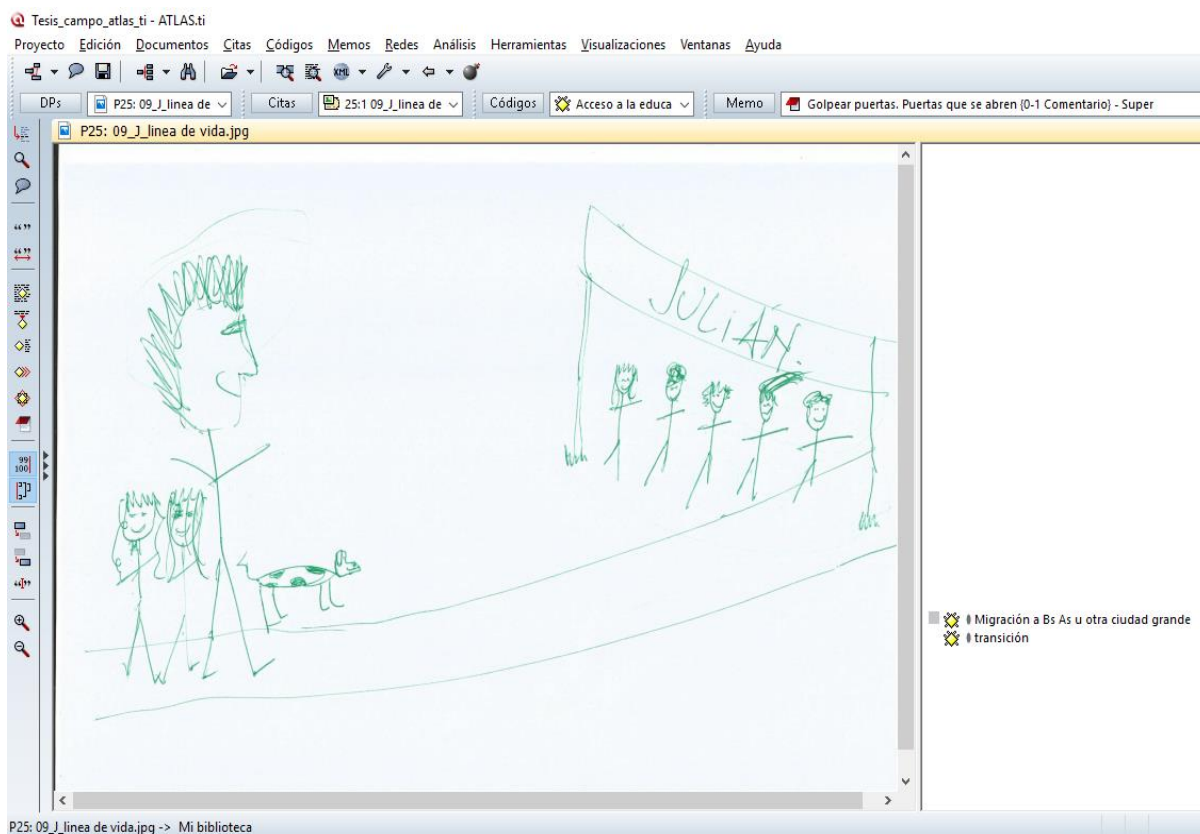 Tesis_campo_atlas_ti - ATLAS.ti
Proyecto Edición Documentos Citas Códigos Memos Redes Análisis Herramientas Visualizaciones Ventanas Ayuda
XML
DPs P25: 09_J_linea de Citas 25:1 09_J_linea de Códigos Acceso a la educa Memo Golpear puertas. Puertas que se abren {0-1 Comentario} - Super
P25: 09_J_linea de vida.jpg
JULIAN.
99
100
Migración a Bs As u otra ciudad grande
transición
P25: 09_J_linea de vida.jpg -> Mi biblioteca